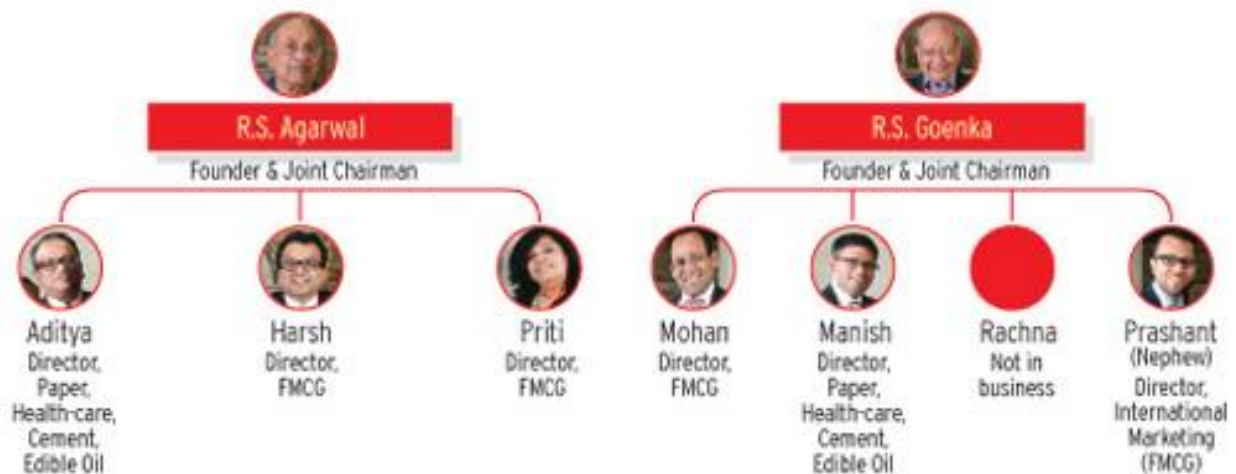 R.S. Agarwal
Founder & Joint Chairman
Aditya
Director,
Paper,
Health-care,
Cement,
Edible Oil
Harsh
Director,
FMCG
Priti
Director,
FMCG
R.S. Goenka
Founder & Joint Chairman
Mohan
Director,
FMCG
Manish
Director,
Paper,
Health-care,
Cement,
Edible Oil
Rachna
Not in
business
Prashant
(Nephew)
Director,
International
Marketing
(FMCG)